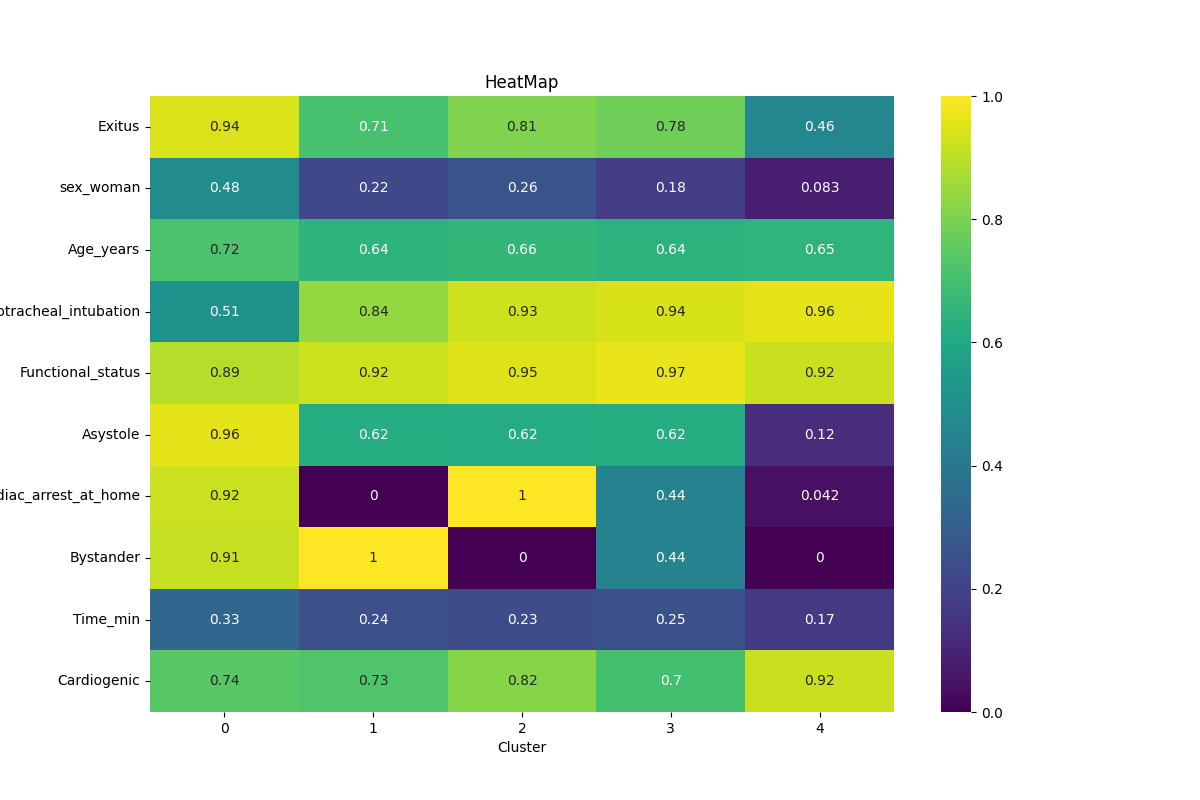 HeatMap
Exitus 0.94 0.71 0.81 0.78 0.46
sex_woman 0.48 0.22 0.26 0.18 0.083
Age_years 0.72 0.64 0.66 0.64 0.65
otracheal_intubation 0.51 0.84 0.93 0.94 0.96
Functional_status 0.89 0.92 0.95 0.97 0.92
Asystole 0.96 0.62 0.62 0.62 0.12
diac_arrest_at_home 0.92 0 1 0.44 0.042
Bystander 0.91 1 0 0.44 0
Time_min 0.33 0.24 0.23 0.25 0.17
Cardiogenic 0.74 0.73 0.82 0.7 0.92
0 1 2 3 4
Cluster
1.0
0.8
0.6
0.4
0.2
0.0